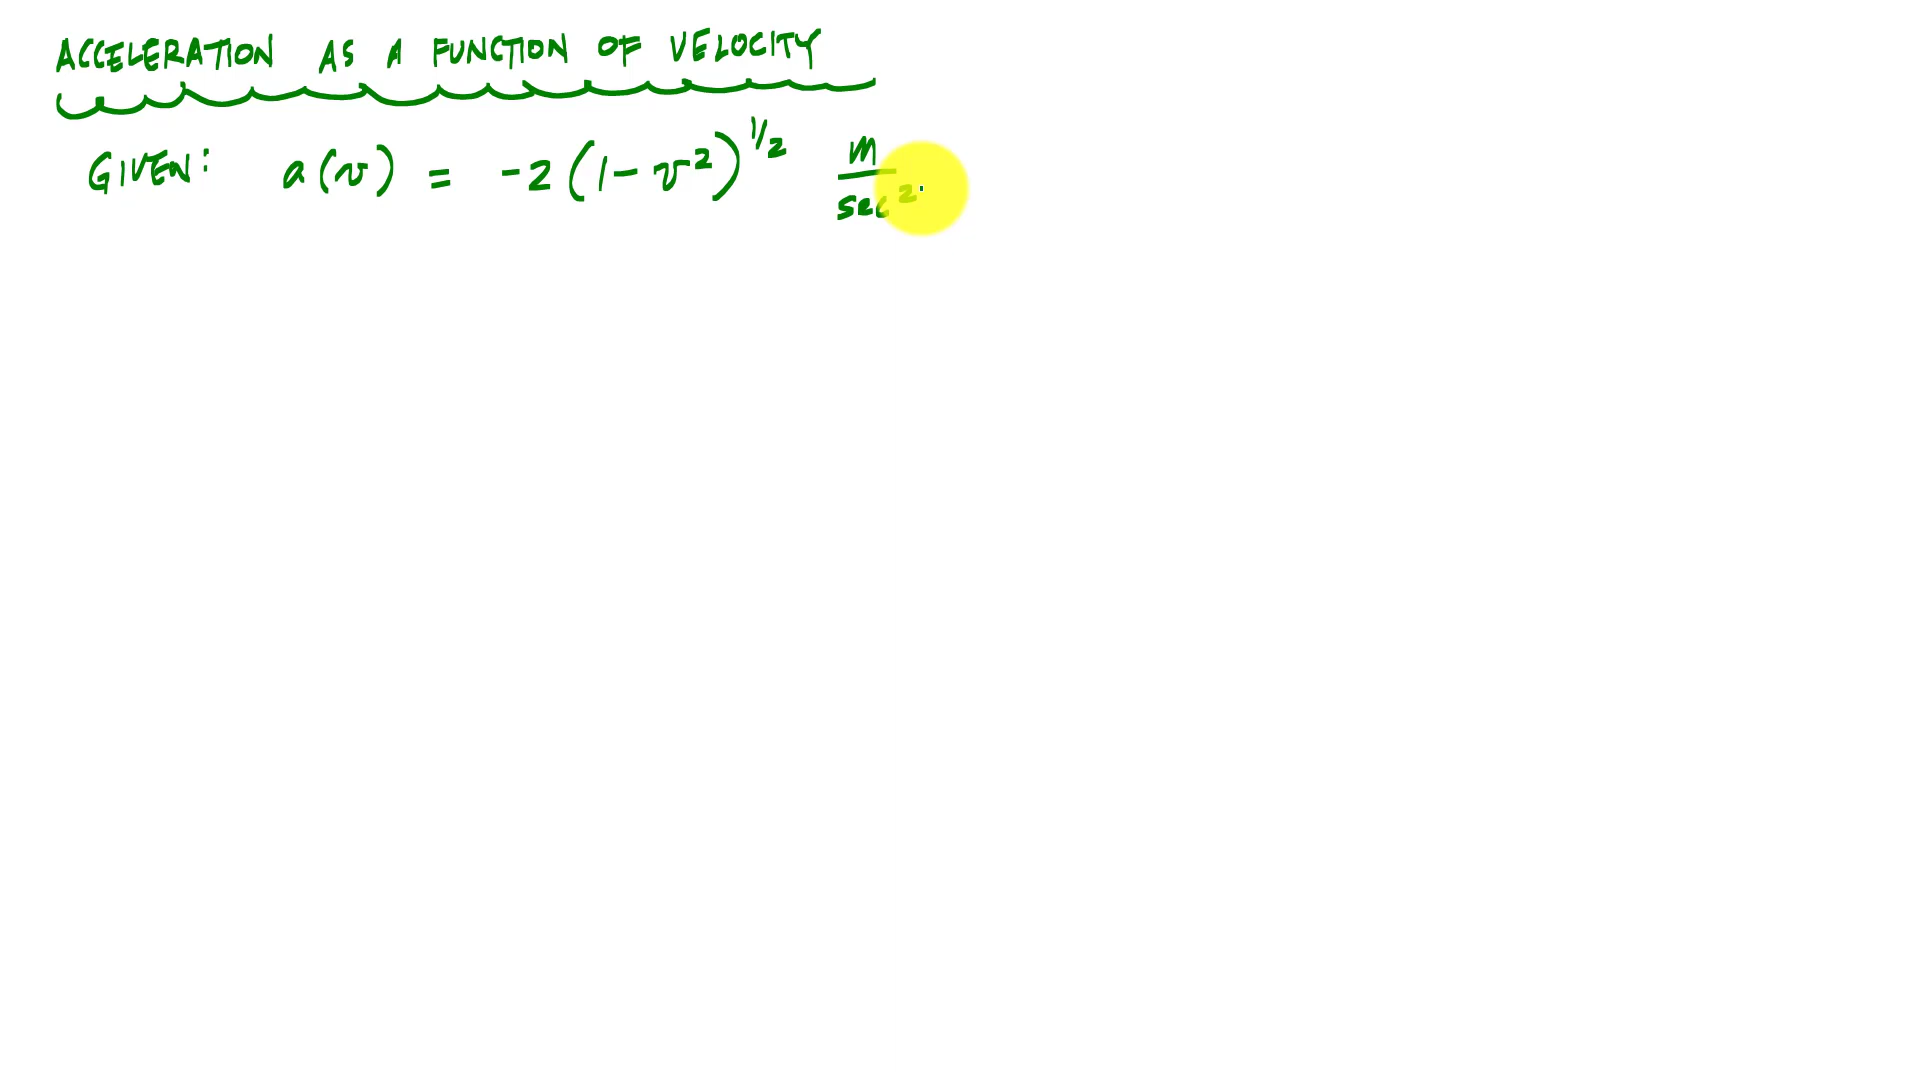 ACCELERATION AS A FUNCTION OF VELOCITY
GIVEN: a(v) = -2(1-v²)^1/2 m/sec²